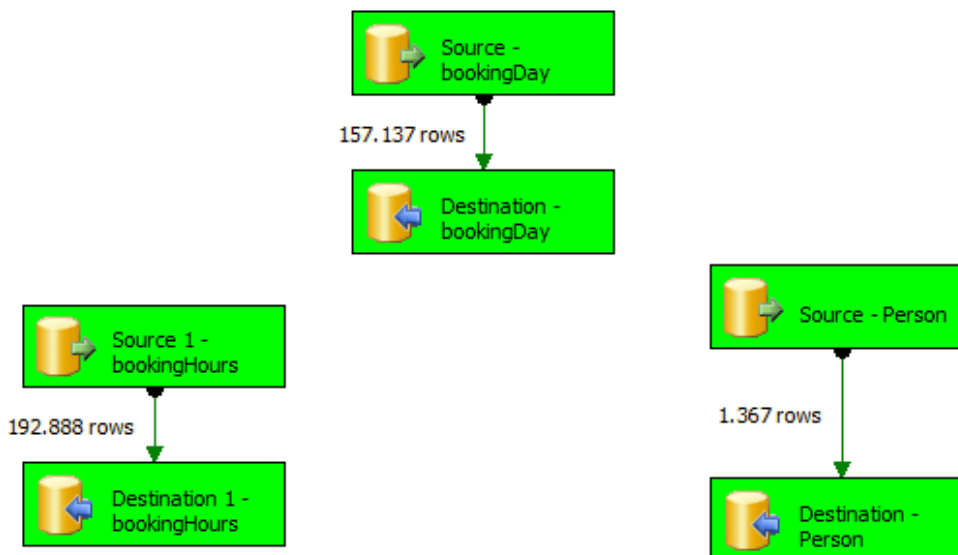 Source -
bookingDay
157.137 rows
Destination -
bookingDay
Source 1 -
bookingHours
192.888 rows
Destination 1 -
bookingHours
Source - Person
1.367 rows
Destination -
Person